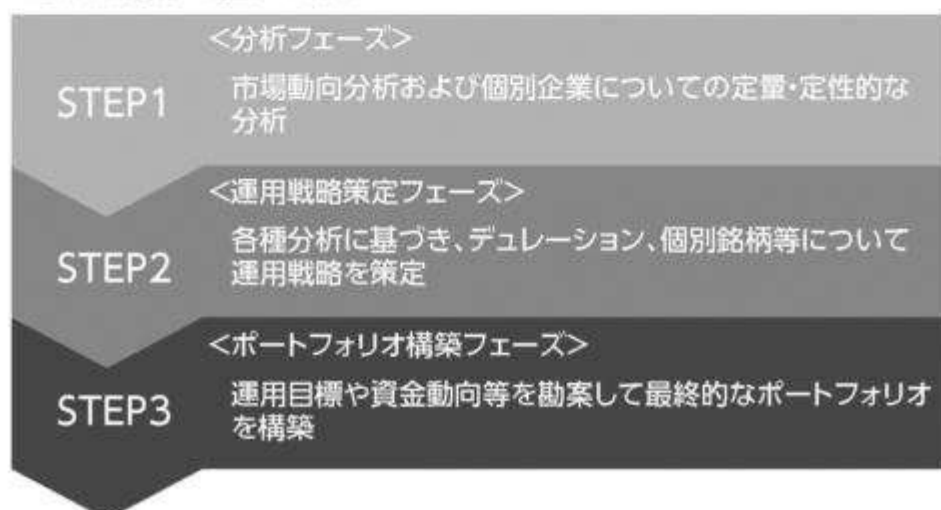 <分析フェーズ>
STEP1
市場動向分析および個別企業についての定量・定性的な
分析
<運用戦略策定フェーズ>
STEP2
各種分析に基づき、デュレーション、個別銘柄等について
運用戦略を策定
<ポートフォリオ構築フェーズ>
STEP3
運用目標や資金動向等を勘案して最終的なポートフォリオ
を構築